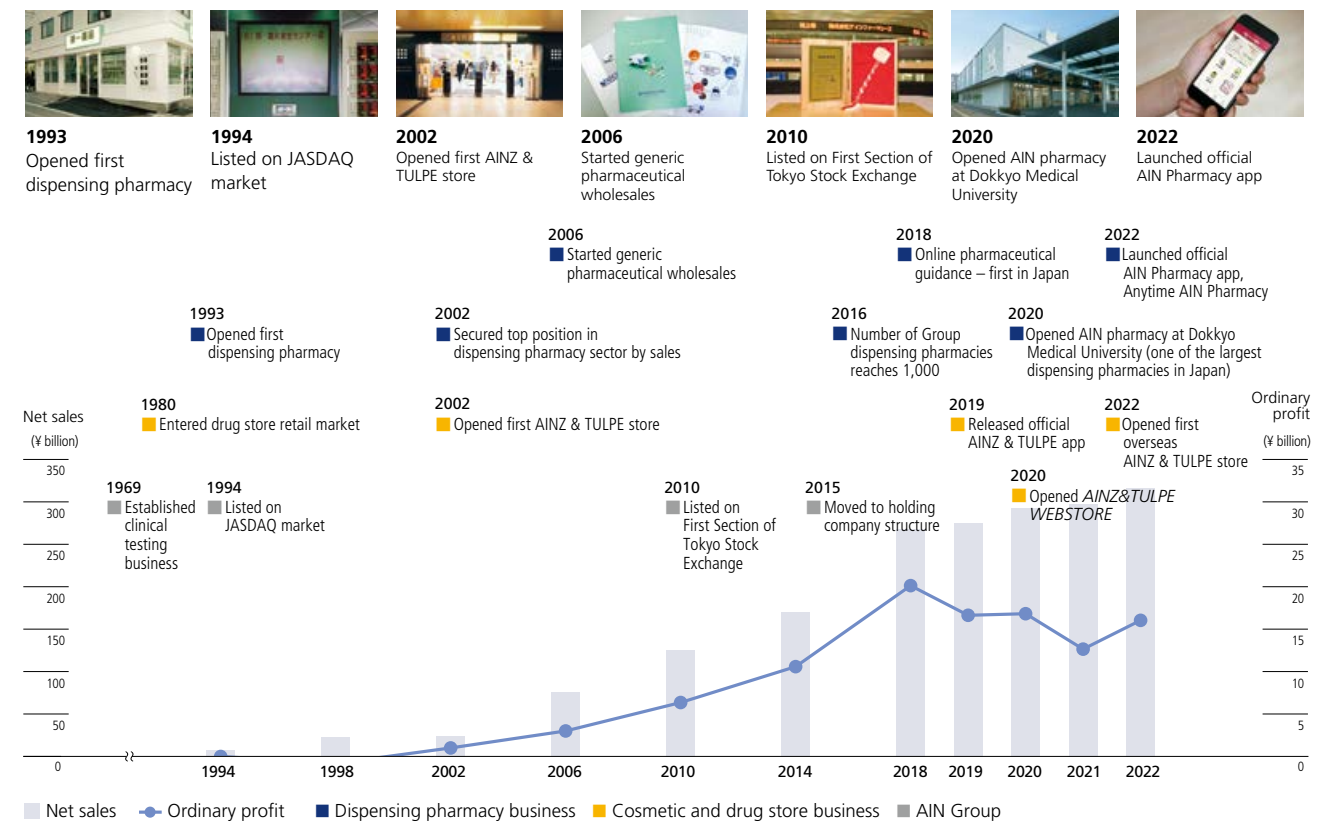 1993
Opened first
dispensing pharmacy
1994
Listed on JASDAQ
market
2002
Opened first AINZ &
TULPE store
2006
Started generic
pharmaceutical
wholesales
2010
Listed on First Section of
Tokyo Stock Exchange
2020
Opened AIN pharmacy
at Dokkyo Medical
University
2022
Launched official
AIN Pharmacy app
2006
Started generic
pharmaceutical wholesales
2018
Online pharmaceutical
guidance – first in Japan
2022
Launched official
AIN Pharmacy app,
Anytime AIN Pharmacy
1993
Opened first
dispensing pharmacy
2002
Secured top position in
dispensing pharmacy sector by sales
2016
Number of Group
dispensing pharmacies
reaches 1,000
2020
Opened AIN pharmacy at Dokkyo
Medical University (one of the largest
dispensing pharmacies in Japan)
1980
Entered drug store retail market
2002
Opened first AINZ & TULPE store
2019
Released official
AINZ & TULPE app
2022
Opened first
overseas
AINZ & TULPE store
1969
Established
clinical
testing
business
1994
Listed on
JASDAQ market
2010
Listed on
First Section of
Tokyo Stock
Exchange
2015
Moved to holding
company structure
2020
Opened AINZ&TULPE
WEBSTORE
Net sales
(¥ billion)
350
300
250
200
150
100
50
0
Ordinary
profit
(¥ billion)
35
30
25
20
15
10
5
0
1994 1998 2002 2006 2010 2014 2018 2019 2020 2021 2022
Net sales Ordinary profit Dispensing pharmacy business Cosmetic and drug store business AIN Group